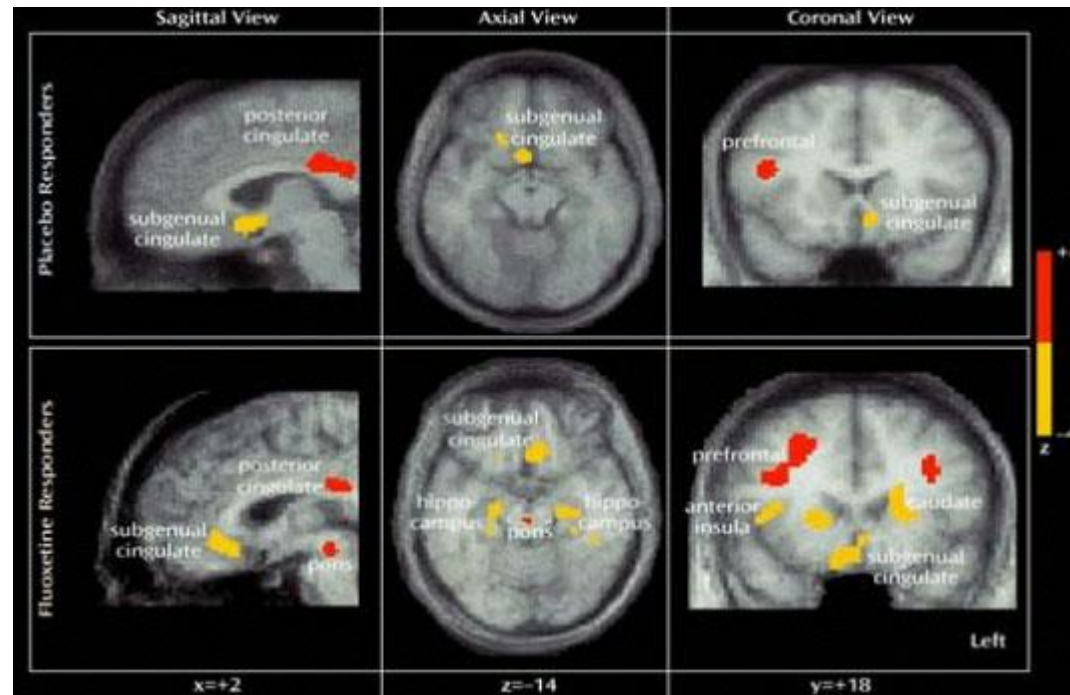 Sagittal View
Axial View
Coronal View
Placebo Responders
posterior
cingulate
subgenual
cingulate
subgenual
cingulate
prefrontal
subgenual
cingulate
+
z
Fluoxetine Responders
posterior
cingulate
subgenual
cingulate
pons
subgenual
cingulate
hippo-
campus
pons
hippo-
campus
prefrontal
anterior
insula
caudate
subgenual
cingulate
Left
x=+2
z=-14
y=+18